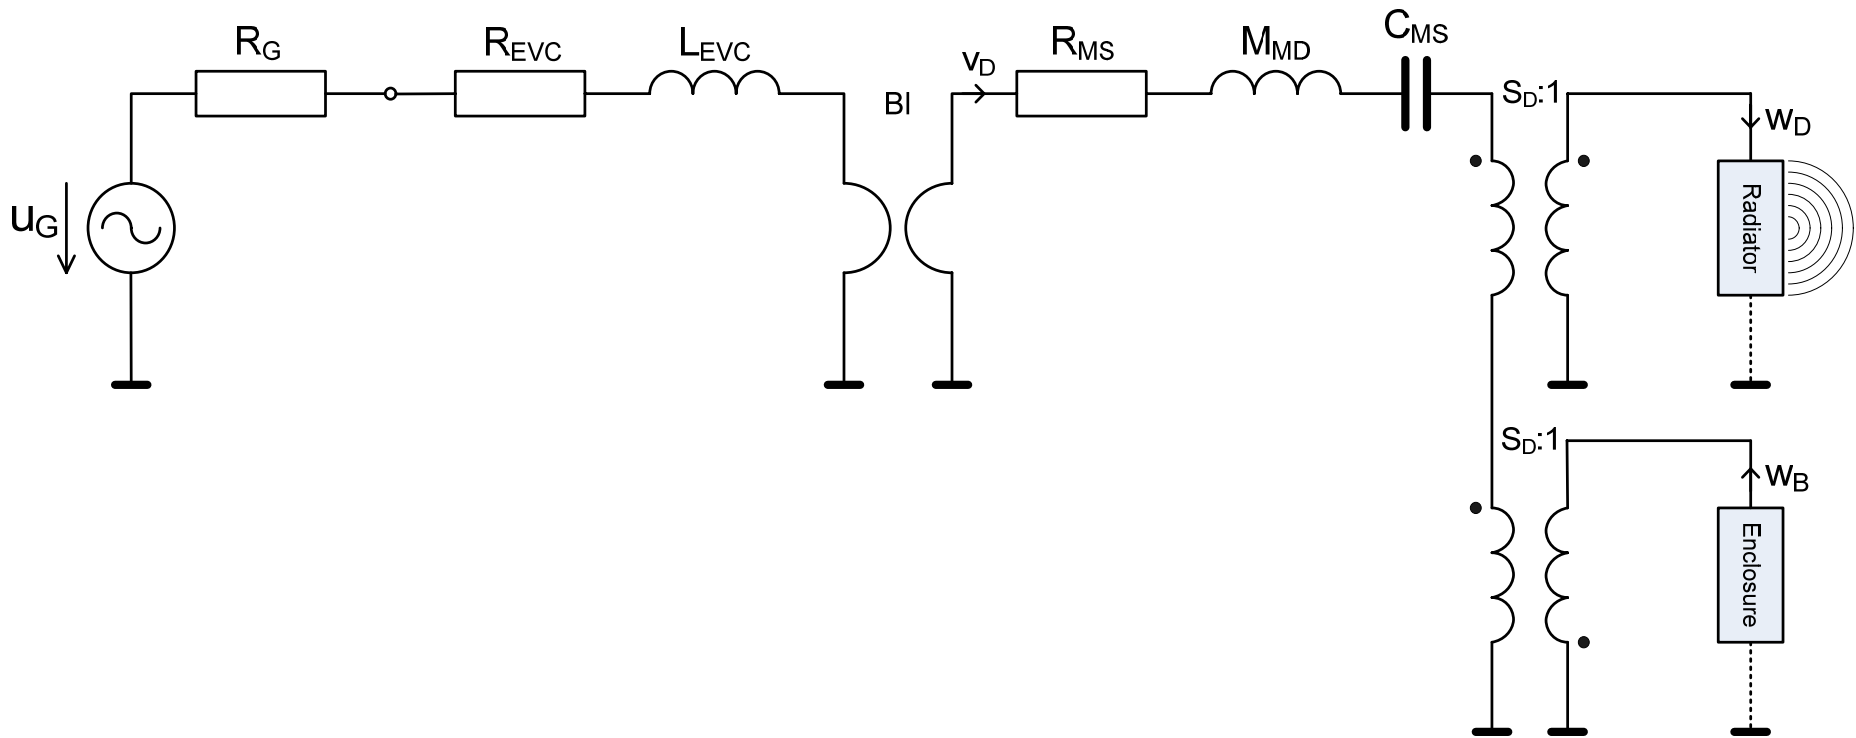 R_G
R_EVC
L_EVC
Bl
v_D
R_MS
M_MD
C_MS
S_D:1
w_D
Radiator
u_G
S_D:1
w_B
Enclosure